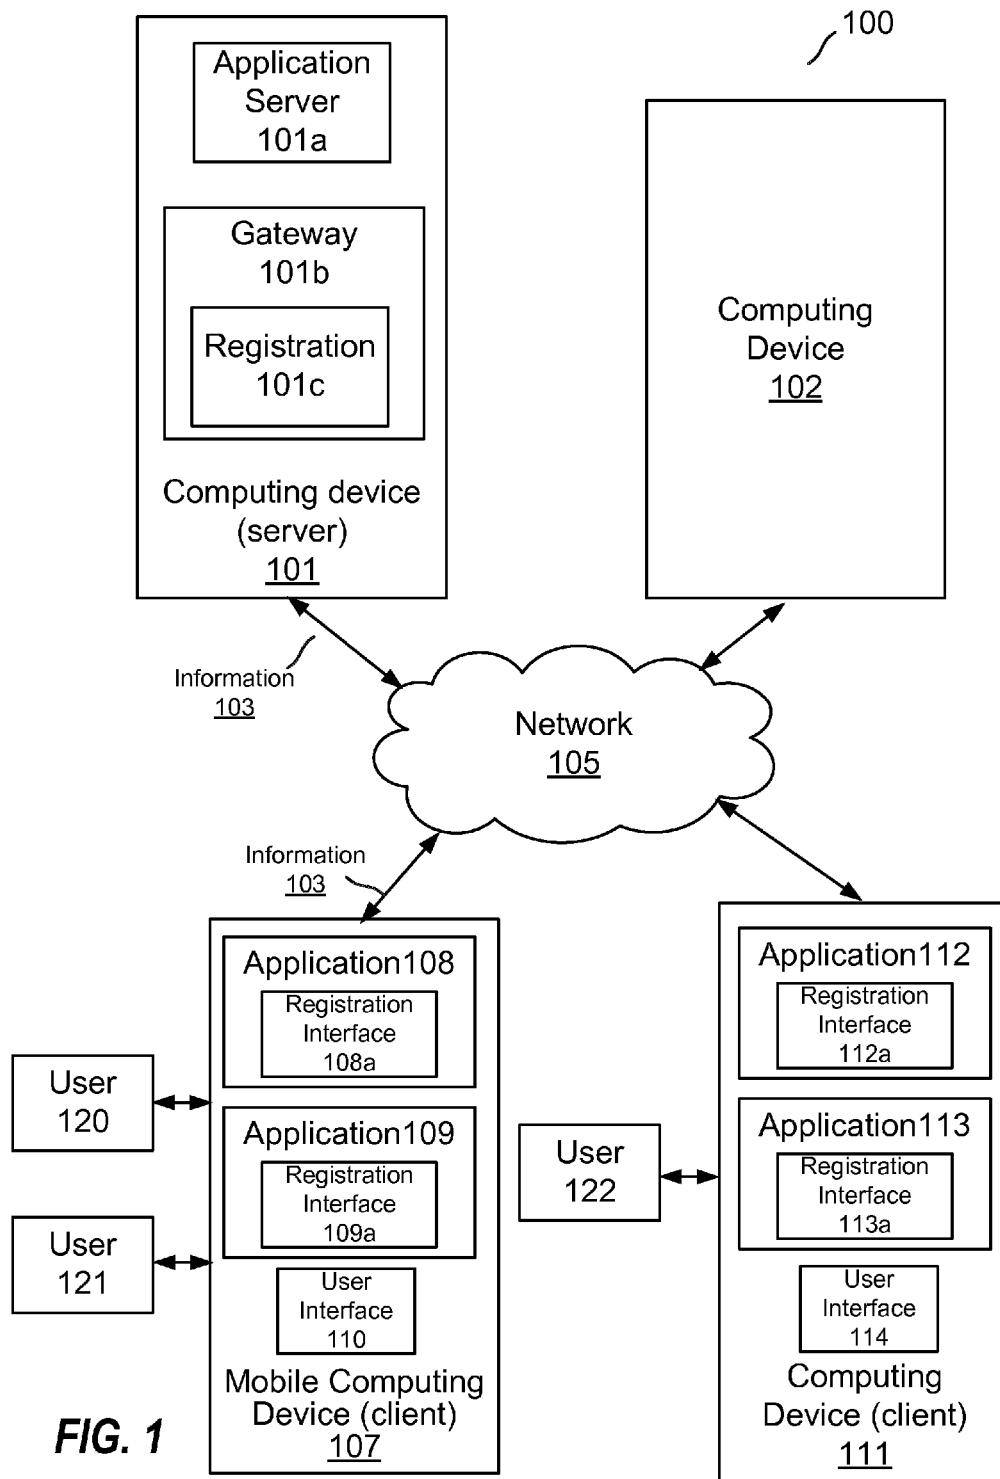 100
Application
Server
101a
Gateway
101b
Registration
101c
Computing device
(server)
101
Computing
Device
102
Information
103
Network
105
Information
103
Application108
Registration
Interface
108a
Application109
Registration
Interface
109a
User
Interface
110
Mobile Computing
Device (client)
107
User
120
User
121
User
122
Application112
Registration
Interface
112a
Application113
Registration
Interface
113a
User
Interface
114
Computing
Device (client)
111
FIG. 1